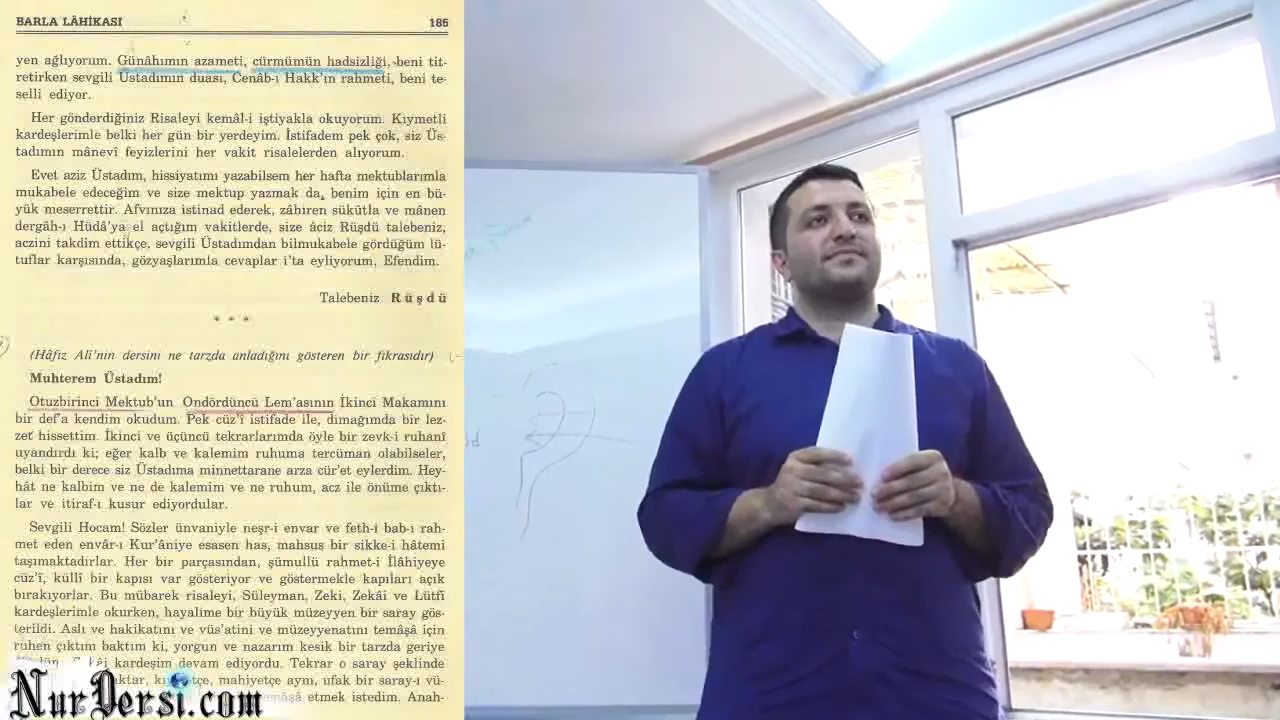 BARLA LÂHİKASI 185
yen ağlıyorum. Günâhımın azameti, cürmümün hadsizliği, beni tit-
retirken sevgili Üstadımın duası, Cenâb-ı Hakk'ın rahmeti, beni te-
selli ediyor.
Her gönderdiğiniz Risaleyi kemâl-i iştiyakla okuyorum. Kıymetli
kardeşlerimle belki her gün bir yerdeyim. İstifadem pek çok, siz Üs-
tadımın mânevî feyizlerini her vakit risalelerden alıyorum.
Evet aziz Üstadım, hissiyatımı yazabilsem her hafta mektublarımla
mukabele edeceğim ve size mektup yazmak da, benim için en bü-
yük meserrettir. Afvınıza istinad ederek, zâhiren sükûtla ve mânen
dergâh-ı Hüdâ'ya el açtığım vakitlerde, size âciz Rüşdü talebeniz,
aczini takdim ettikçe, sevgili Üstadımdan bilmukabele gördüğüm lü-
tuflar karşısında, gözyaşlarımla cevaplar i'ta eyliyorum, Efendim.
Talebeniz Rüşdü
* * *
(Hâfız Ali'nin dersini ne tarzda anladığını gösteren bir fıkrasıdır)
Muhterem Üstadım!
Otuzbirinci Mektub'un Ondördüncü Lem'asının İkinci Makamını
bir def'a kendim okudum. Pek cüz'î istifade ile, dimağımda bir lez-
zet hissettim. İkinci ve üçüncü tekrarlarımda öyle bir zevk-i ruhanî
uyandırdı ki; eğer kalb ve kalemim ruhuma tercüman olabilseler,
belki bir derece siz Üstadıma minnettarane arza cür'et eylerdim. Hey-
hât ne kalbim ve ne de kalemim ve ne ruhum, acz ile önüme çıktı-
lar ve itiraf-ı kusur ediyordular.
Sevgili Hocam! Sözler ünvaniyle neşr-i envar ve feth-i bab-ı rah-
met eden envâr-ı Kur'âniye esasen has, mahsus bir sikke-i hâtemi
taşımaktadırlar. Her bir parçasından, şümullü rahmet-i İlâhiyeye
cüz'î, küllî bir kapısı var gösteriyor ve göstermekle kapıları açık
bırakıyorlar. Bu mübarek risaleyi, Süleyman, Zeki, Zekâi ve Lütfî
kardeşlerimle okurken, hayalime bir büyük müzeyyen bir saray gös-
terildi. Aslı ve hakikatını ve vüs'atini ve müzeyyenatını temâşâ için
ruhen çıktım baktım ki, yorgun ve nazarım kesik bir tarzda geriye
kardeşim devam ediyordu. Tekrar o saray şeklinde
mahiyetçe aynı, ufak bir saray-ı vü-
etmek istedim. Anah-
NurDersi.com